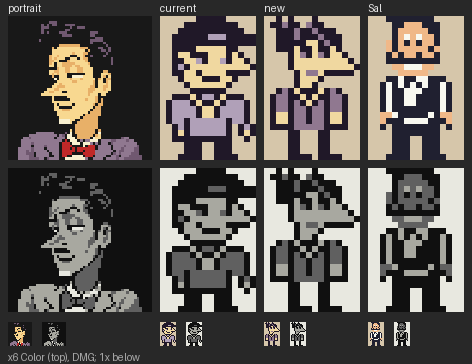 portrait
current
new
Sal
x6 Color (top), DMG; 1x below